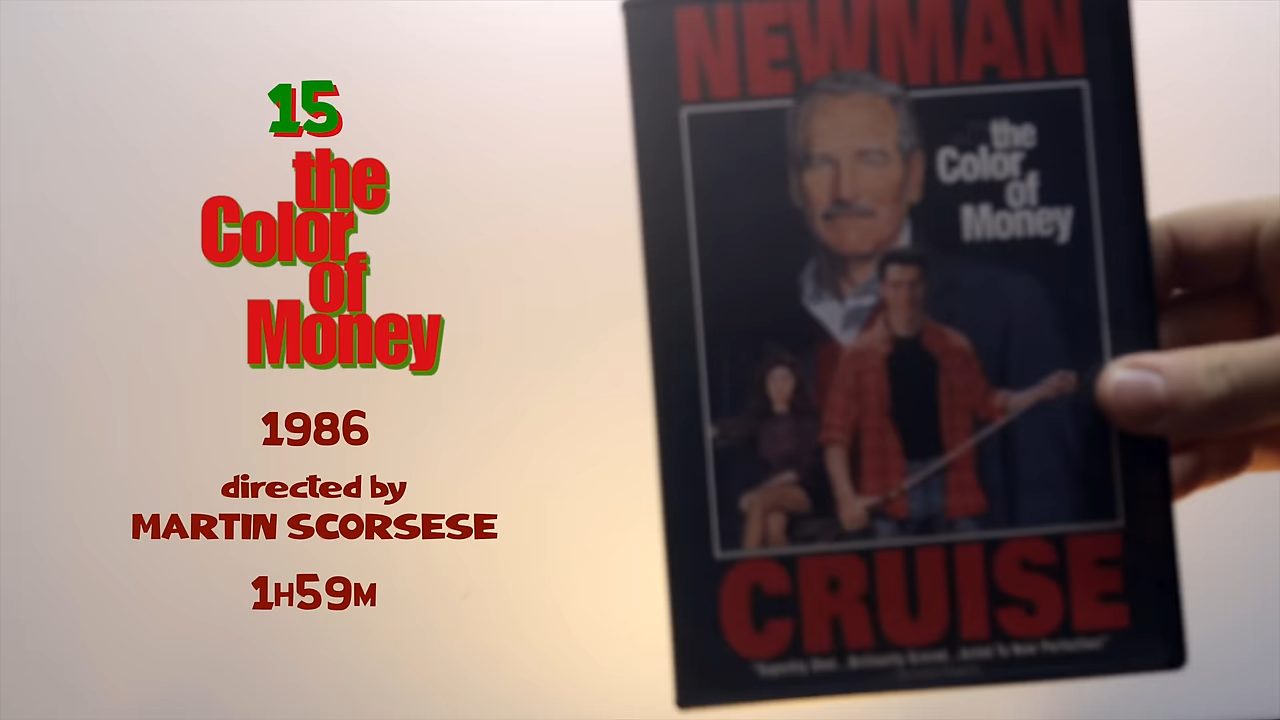 15
the
Color
of
Money
1986
directed by
MARTIN SCORSESE
1H59M
NEWMAN
the
Color
of
Money
CRUISE